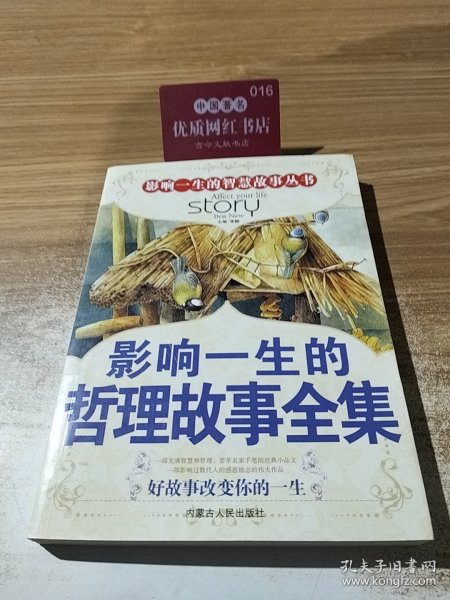 016
中国著名
优质网红书店
古今文献书店
影响一生的智慧故事丛书
Affect your life
story
Best New
影响一生的
哲理故事全集
一部充满智慧和哲理、荟萃名家手笔的经典小品文
一部影响过数代人的感恩励志的伟大作品
好故事改变你的一生
内蒙古人民出版社
孔夫子旧书网
www.kongfz.com